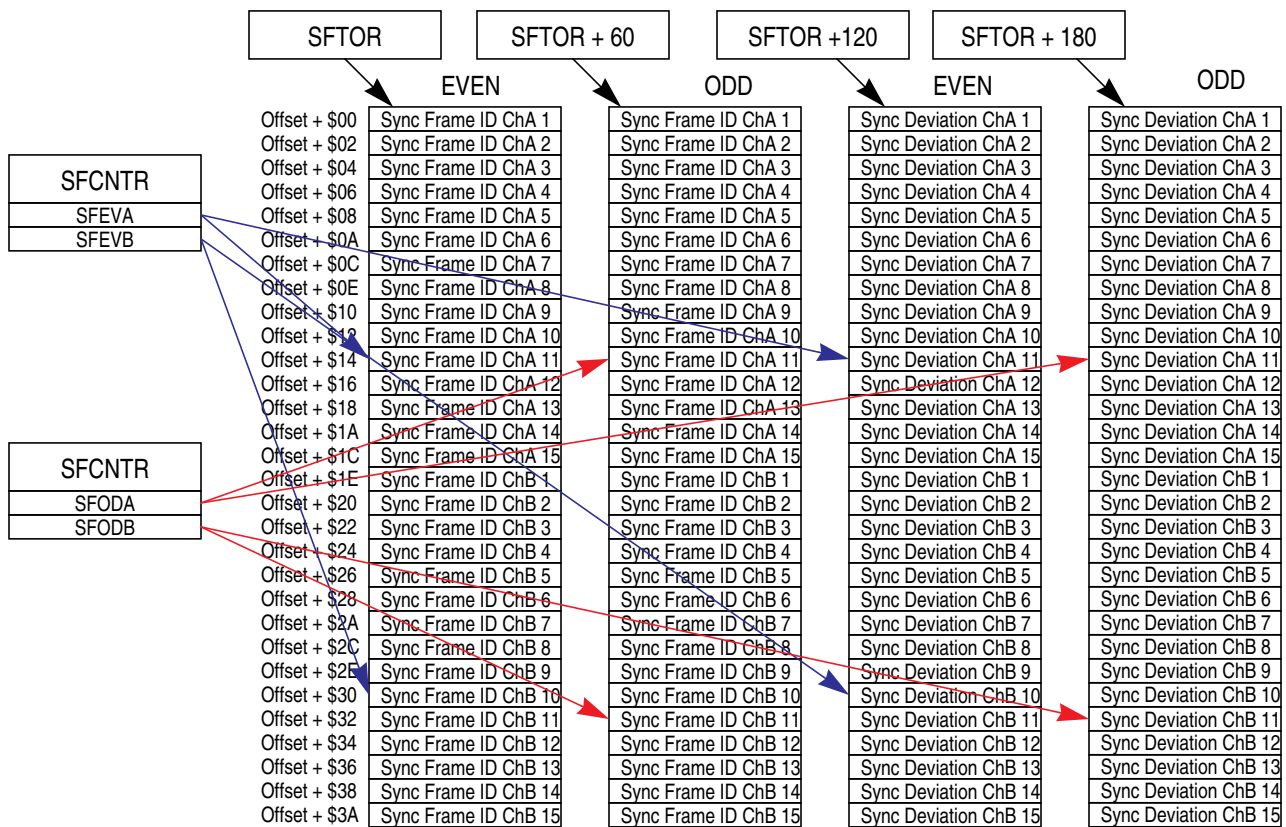 SFTOR SFTOR + 60 SFTOR +120 SFTOR + 180
EVEN ODD EVEN ODD
Offset + $00 Sync Frame ID ChA 1 Sync Frame ID ChA 1 Sync Deviation ChA 1 Sync Deviation ChA 1
Offset + $02 Sync Frame ID ChA 2 Sync Frame ID ChA 2 Sync Deviation ChA 2 Sync Deviation ChA 2
Offset + $04 Sync Frame ID ChA 3 Sync Frame ID ChA 3 Sync Deviation ChA 3 Sync Deviation ChA 3
SFCNTR Offset + $06 Sync Frame ID ChA 4 Sync Frame ID ChA 4 Sync Deviation ChA 4 Sync Deviation ChA 4
SFEVA Offset + $08 Sync Frame ID ChA 5 Sync Frame ID ChA 5 Sync Deviation ChA 5 Sync Deviation ChA 5
SFEVB Offset + $0A Sync Frame ID ChA 6 Sync Frame ID ChA 6 Sync Deviation ChA 6 Sync Deviation ChA 6
Offset + $0C Sync Frame ID ChA 7 Sync Frame ID ChA 7 Sync Deviation ChA 7 Sync Deviation ChA 7
Offset + $0E Sync Frame ID ChA 8 Sync Frame ID ChA 8 Sync Deviation ChA 8 Sync Deviation ChA 8
Offset + $10 Sync Frame ID ChA 9 Sync Frame ID ChA 9 Sync Deviation ChA 9 Sync Deviation ChA 9
Offset + $12 Sync Frame ID ChA 10 Sync Frame ID ChA 10 Sync Deviation ChA 10 Sync Deviation ChA 10
Offset + $14 Sync Frame ID ChA 11 Sync Frame ID ChA 11 Sync Deviation ChA 11 Sync Deviation ChA 11
Offset + $16 Sync Frame ID ChA 12 Sync Frame ID ChA 12 Sync Deviation ChA 12 Sync Deviation ChA 12
Offset + $18 Sync Frame ID ChA 13 Sync Frame ID ChA 13 Sync Deviation ChA 13 Sync Deviation ChA 13
Offset + $1A Sync Frame ID ChA 14 Sync Frame ID ChA 14 Sync Deviation ChA 14 Sync Deviation ChA 14
Offset + $1C Sync Frame ID ChA 15 Sync Frame ID ChA 15 Sync Deviation ChA 15 Sync Deviation ChA 15
SFCNTR Offset + $1E Sync Frame ID ChB 1 Sync Frame ID ChB 1 Sync Deviation ChB 1 Sync Deviation ChB 1
SFODA Offset + $20 Sync Frame ID ChB 2 Sync Frame ID ChB 2 Sync Deviation ChB 2 Sync Deviation ChB 2
SFODB Offset + $22 Sync Frame ID ChB 3 Sync Frame ID ChB 3 Sync Deviation ChB 3 Sync Deviation ChB 3
Offset + $24 Sync Frame ID ChB 4 Sync Frame ID ChB 4 Sync Deviation ChB 4 Sync Deviation ChB 4
Offset + $26 Sync Frame ID ChB 5 Sync Frame ID ChB 5 Sync Deviation ChB 5 Sync Deviation ChB 5
Offset + $28 Sync Frame ID ChB 6 Sync Frame ID ChB 6 Sync Deviation ChB 6 Sync Deviation ChB 6
Offset + $2A Sync Frame ID ChB 7 Sync Frame ID ChB 7 Sync Deviation ChB 7 Sync Deviation ChB 7
Offset + $2C Sync Frame ID ChB 8 Sync Frame ID ChB 8 Sync Deviation ChB 8 Sync Deviation ChB 8
Offset + $2E Sync Frame ID ChB 9 Sync Frame ID ChB 9 Sync Deviation ChB 9 Sync Deviation ChB 9
Offset + $30 Sync Frame ID ChB 10 Sync Frame ID ChB 10 Sync Deviation ChB 10 Sync Deviation ChB 10
Offset + $32 Sync Frame ID ChB 11 Sync Frame ID ChB 11 Sync Deviation ChB 11 Sync Deviation ChB 11
Offset + $34 Sync Frame ID ChB 12 Sync Frame ID ChB 12 Sync Deviation ChB 12 Sync Deviation ChB 12
Offset + $36 Sync Frame ID ChB 13 Sync Frame ID ChB 13 Sync Deviation ChB 13 Sync Deviation ChB 13
Offset + $38 Sync Frame ID ChB 14 Sync Frame ID ChB 14 Sync Deviation ChB 14 Sync Deviation ChB 14
Offset + $3A Sync Frame ID ChB 15 Sync Frame ID ChB 15 Sync Deviation ChB 15 Sync Deviation ChB 15